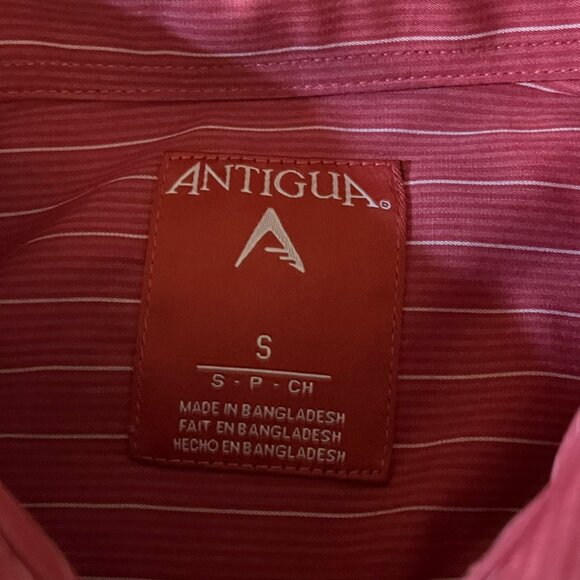 ANTIGUA®
S
S - P - CH
MADE IN BANGLADESH
FAIT EN BANGLADESH
HECHO EN BANGLADESH